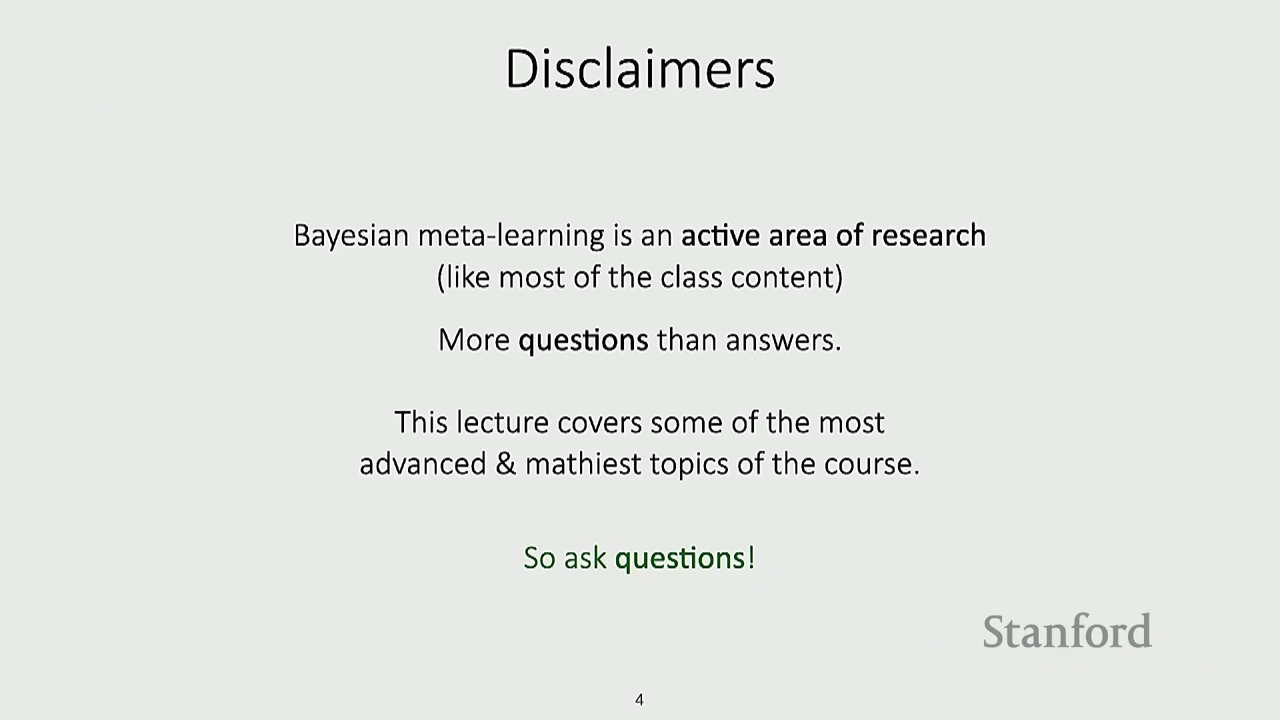 Disclaimers
Bayesian meta-learning is an active area of research
(like most of the class content)
More questions than answers.
This lecture covers some of the most
advanced & mathiest topics of the course.
So ask questions!
Stanford
4